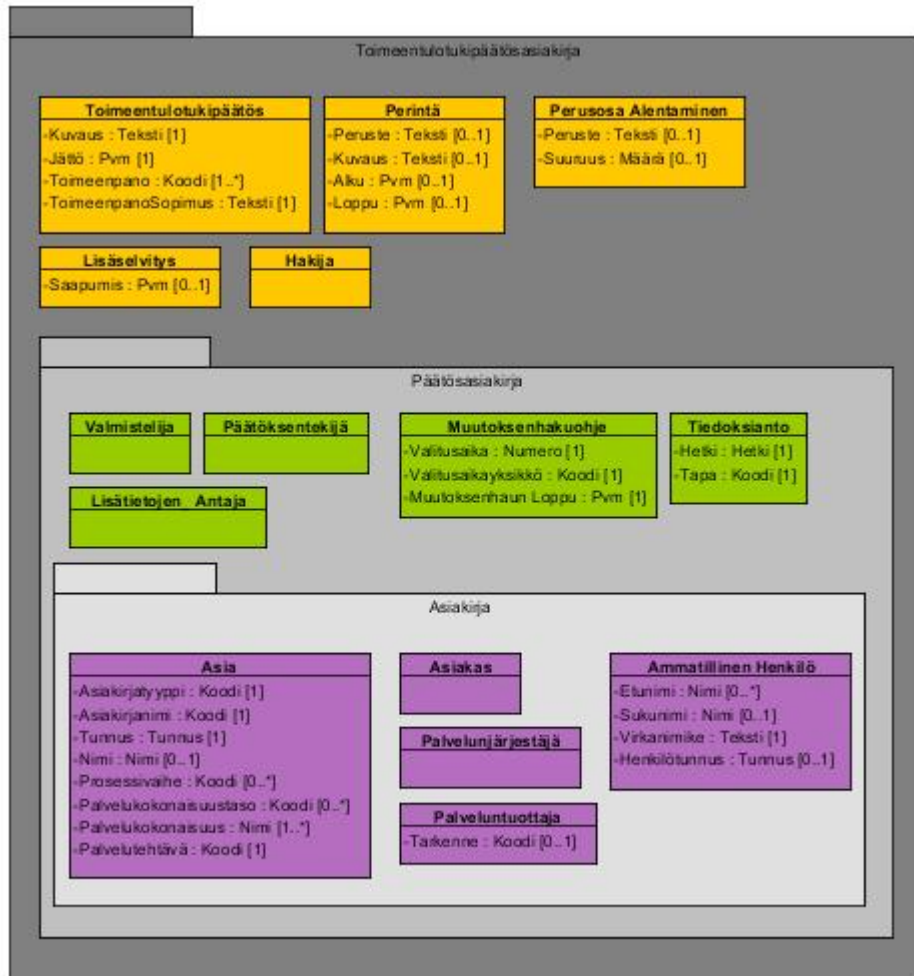 Toimeentulotukipäätösasiakirja
Toimeentulotukipäätös
-Kuvaus : Teksti [1]
-Jättö : Pvm [1]
-Toimeenpano : Koodi [1..*]
-ToimeenpanoSopimus : Teksti [1]
Perintä
-Peruste : Teksti [0..1]
-Kuvaus : Teksti [0..1]
-Alku : Pvm [0..1]
-Loppu : Pvm [0..1]
Perusosa Alentaminen
-Peruste : Teksti [0..1]
-Suuruus : Määrä [0..1]
Lisäselvitys
-Saapumis : Pvm [0..1]
Hakija
Päätösasiakirja
Valmistelija
Päätöksentekijä
Muutoksenhakuohje
-Valitusaika : Numero [1]
-Valitusaikayksikkö : Koodi [1]
-Muutoksenhaun Loppu : Pvm [1]
Tiedoksianto
-Hetki : Hetki [1]
-Tapa : Koodi [1]
Lisätietojen Antaja
Asiakirja
Asia
-Asiakirjatyyppi : Koodi [1]
-Asiakirjanimi : Koodi [1]
-Tunnus : Tunnus [1]
-Nimi : Nimi [0..1]
-Prosessivaihe : Koodi [0..*]
-Palvelukokonaisuustaso : Koodi [0..*]
-Palvelukokonaisuus : Nimi [1..*]
-Palvelutehtävä : Koodi [1]
Asiakas
Palvelunjärjestäjä
Palveluntuottaja
-Tarkenne : Koodi [0..1]
Ammatillinen Henkilö
-Etunimi : Nimi [0..*]
-Sukunimi : Nimi [0..1]
-Virkanimike : Teksti [1]
-Henkilötunnus : Tunnus [0..1]